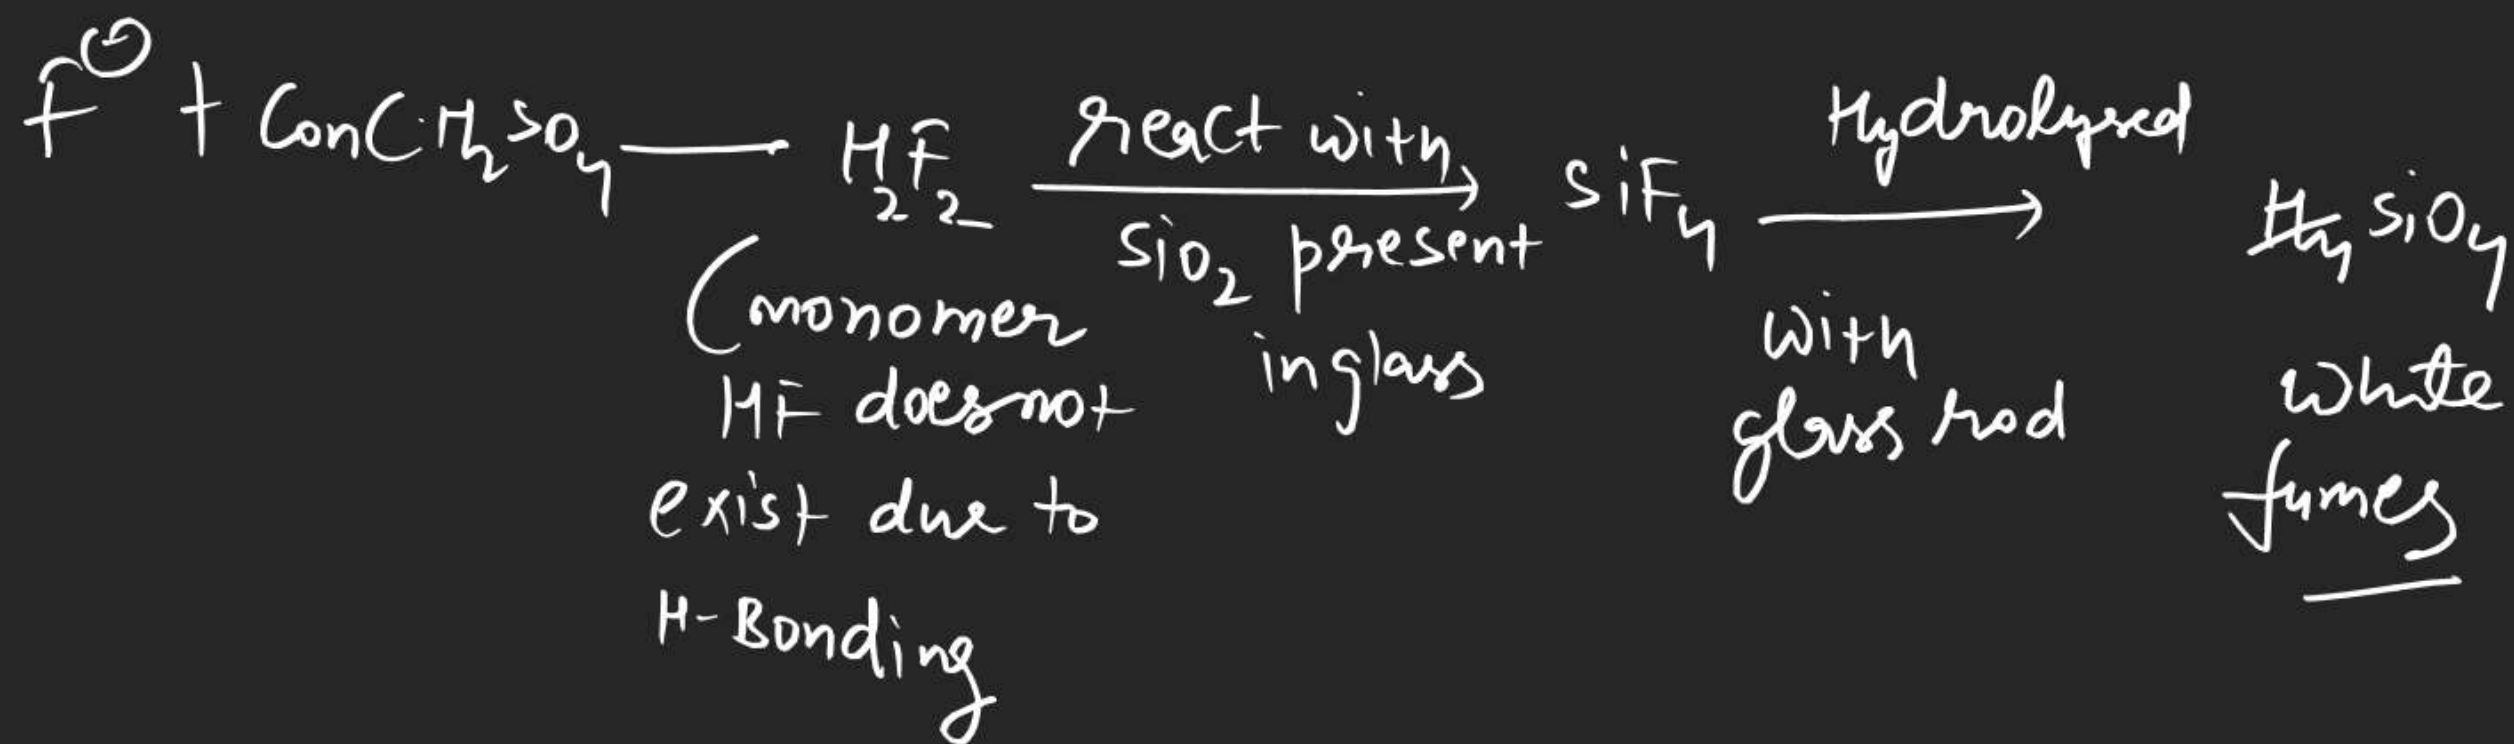 F⊖ + Conc. H₂SO₄ — H₂F₂ react with → SiF₄ Hydrolysed → H₄SiO₄
SiO₂ present
in glass
(monomer
HF does not
exist due to
H-Bonding
with
glass rod
white
fumes